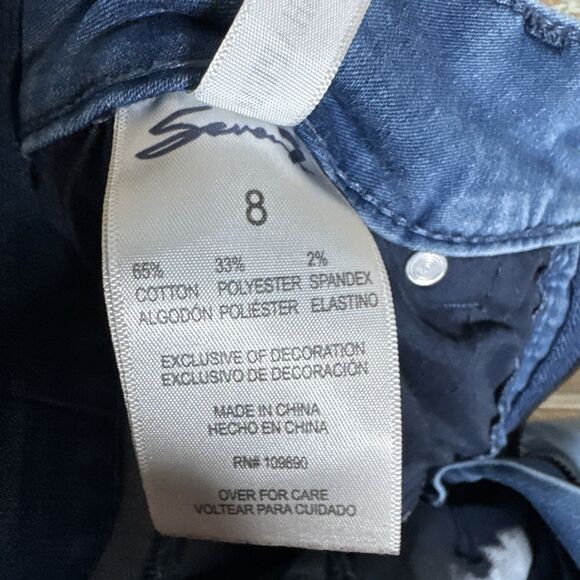 Seven7
8
65% 33% 2%
COTTON POLYESTER SPANDEX
ALGODÓN POLIÉSTER ELASTINO
EXCLUSIVE OF DECORATION
EXCLUSIVO DE DECORACIÓN
MADE IN CHINA
HECHO EN CHINA
RN# 109690
OVER FOR CARE
VOLTEAR PARA CUIDADO